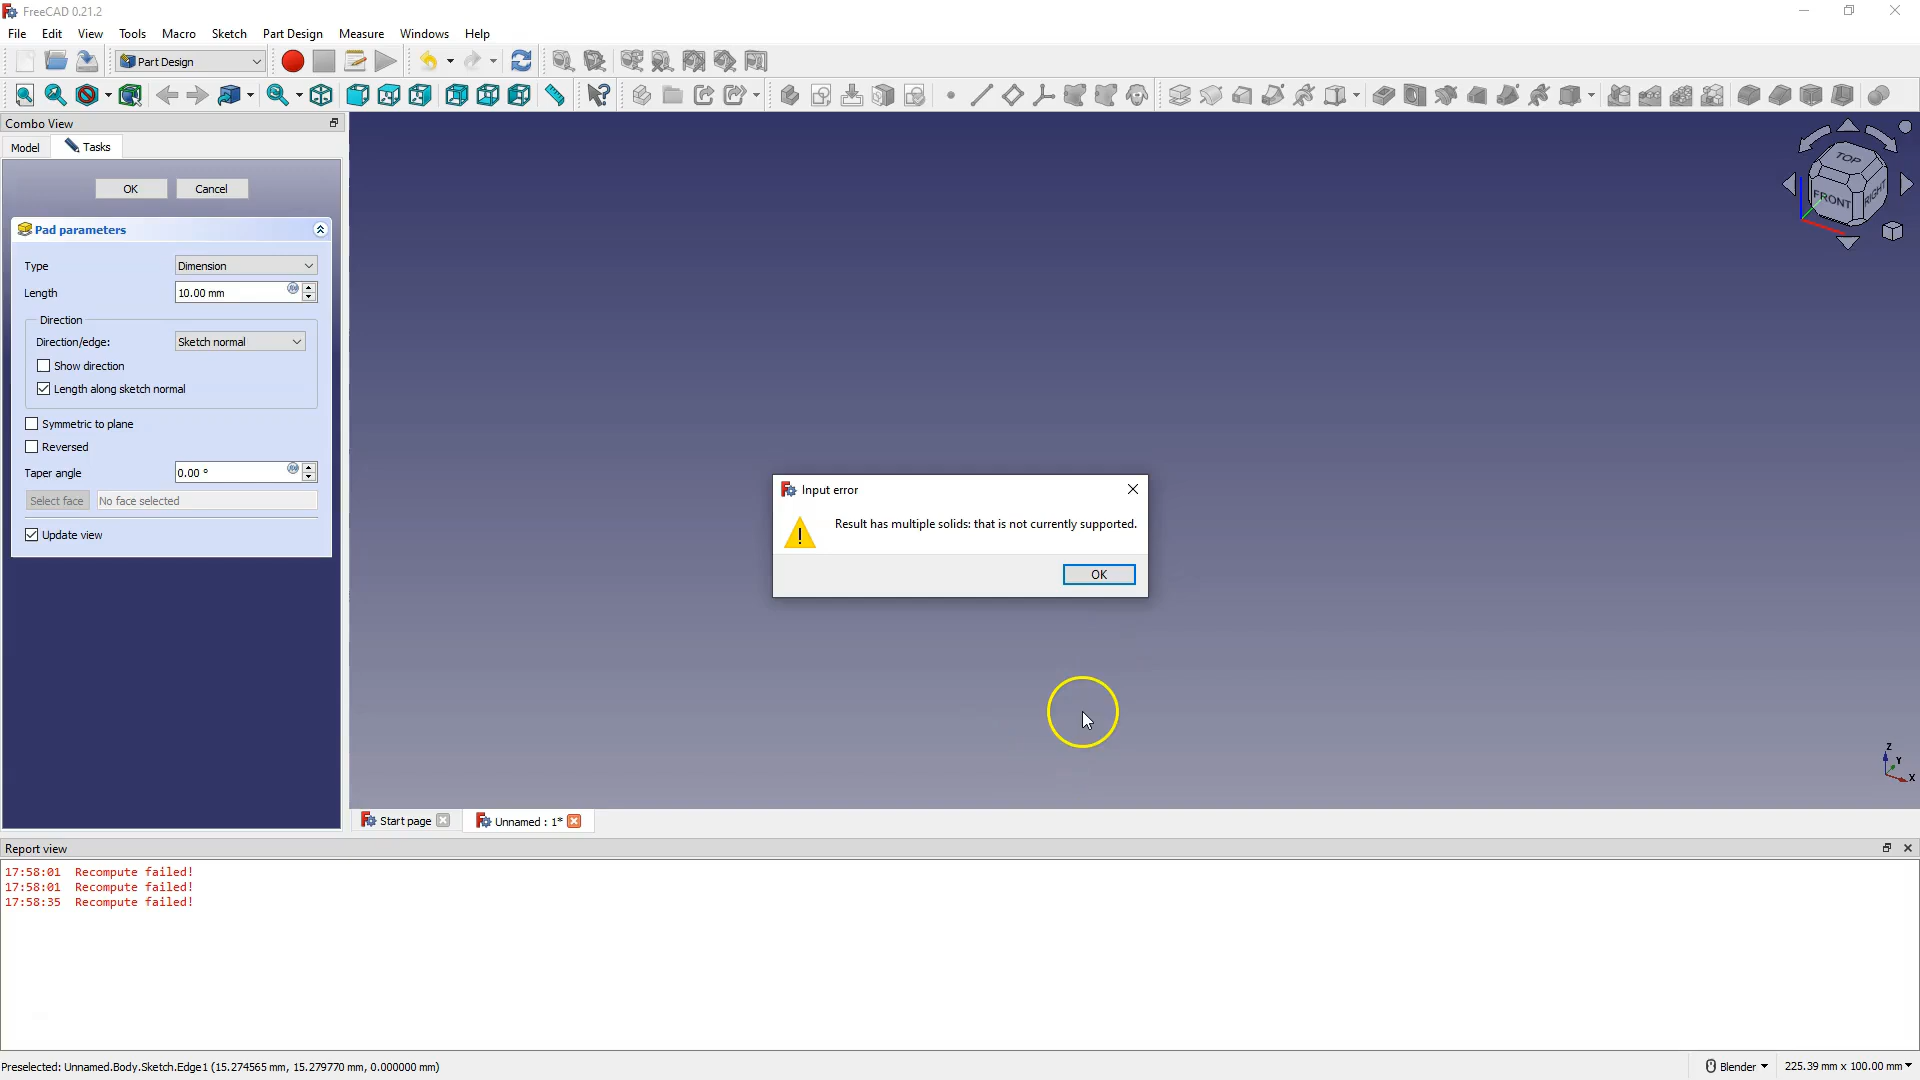 FreeCAD 0.21.2
File Edit View Tools Macro Sketch Part Design Measure Windows Help
Part Design
Combo View
Model Tasks
OK Cancel
Pad parameters
Type Dimension
Length 10.00 mm
Direction
Direction/edge: Sketch normal
Show direction
Length along sketch normal
Symmetric to plane
Reversed
Taper angle 0.00 °
Select face No face selected
Update view
TOP
FRONT
RIGHT
Input error
Result has multiple solids: that is not currently supported.
OK
Z
Y
X
Start page Unnamed : 1*
Report view
17:58:01 Recompute failed!
17:58:01 Recompute failed!
17:58:35 Recompute failed!
Preselected: Unnamed.Body.Sketch.Edge1 (15.274565 mm, 15.279770 mm, 0.000000 mm) Blender 225.39 mm x 100.00 mm